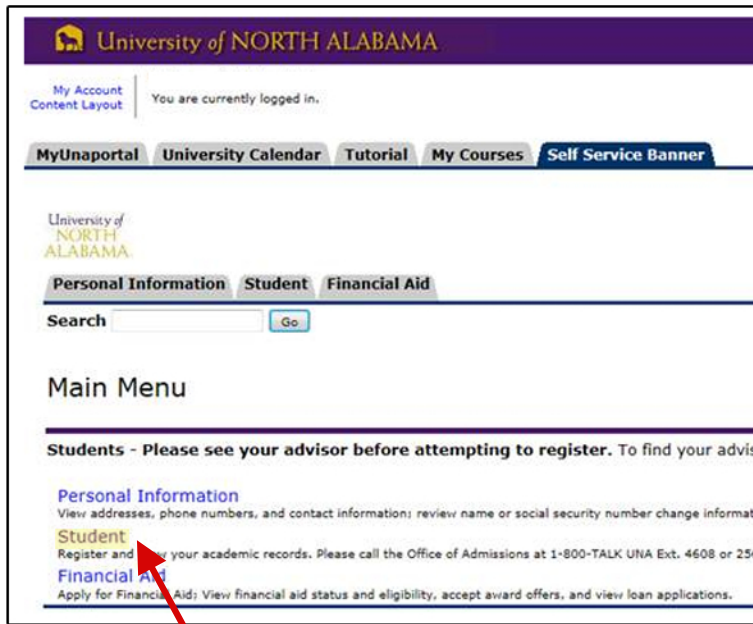 University of NORTH ALABAMA
My Account
Content Layout
You are currently logged in.
MyUnaportal University Calendar Tutorial My Courses Self Service Banner
University of
NORTH
ALABAMA
Personal Information Student Financial Aid
Search Go
Main Menu
Students - Please see your advisor before attempting to register. To find your advis
Personal Information
View addresses, phone numbers, and contact information; review name or social security number change informat
Student
Register and view your academic records. Please call the Office of Admissions at 1-800-TALK UNA Ext. 4608 or 256
Financial Aid
Apply for Financial Aid; View financial aid status and eligibility, accept award offers, and view loan applications.